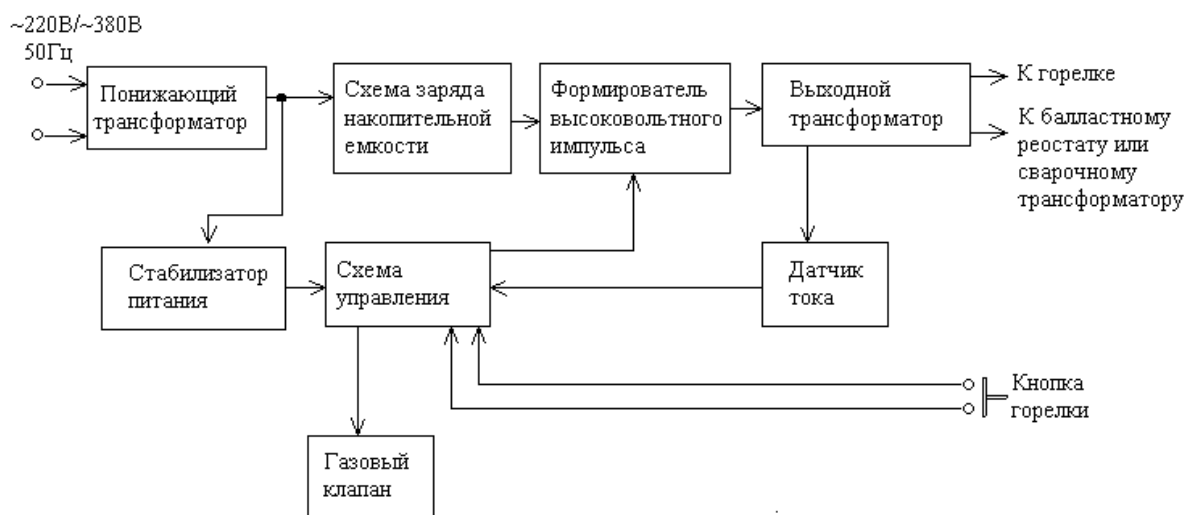 ~220В/~380В
50Гц
Понижающий
трансформатор
Схема заряда
накопительной
емкости
Формирователь
высоковольтного
импульса
Выходной
трансформатор
К горелке
К балластному
реостату или
сварочному
трансформатору
Стабилизатор
питания
Схема
управления
Датчик
тока
Кнопка
горелки
Газовый
клапан